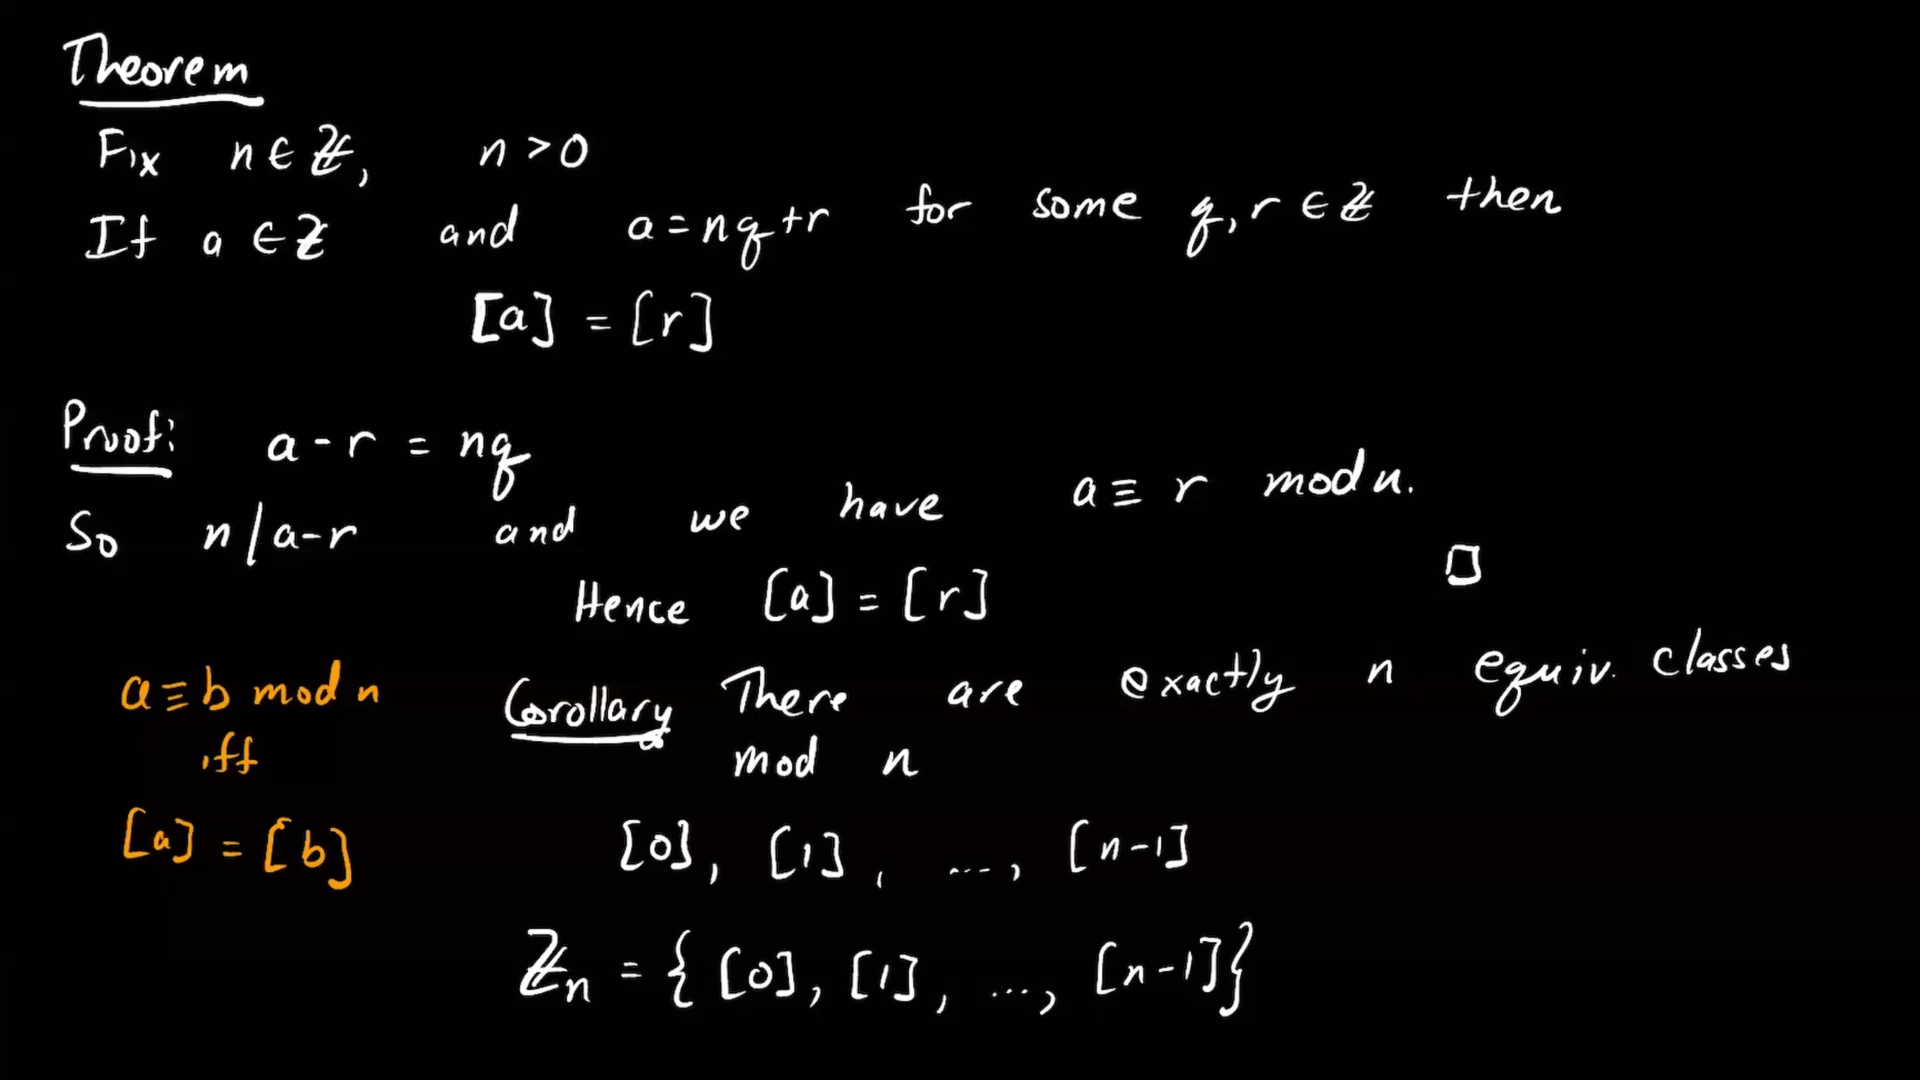 Theorem
Fix n ∈ ℤ, n > 0
If a ∈ ℤ and a = nq + r for some q, r ∈ ℤ then
[a] = [r]
Proof: a - r = nq
So n | a - r and we have a ≡ r mod n.
Hence [a] = [r] □
a ≡ b mod n
iff
[a] = [b]
Corollary There are exactly n equiv. classes
mod n
[0], [1], ..., [n-1]
ℤn = { [0], [1], ..., [n-1] }